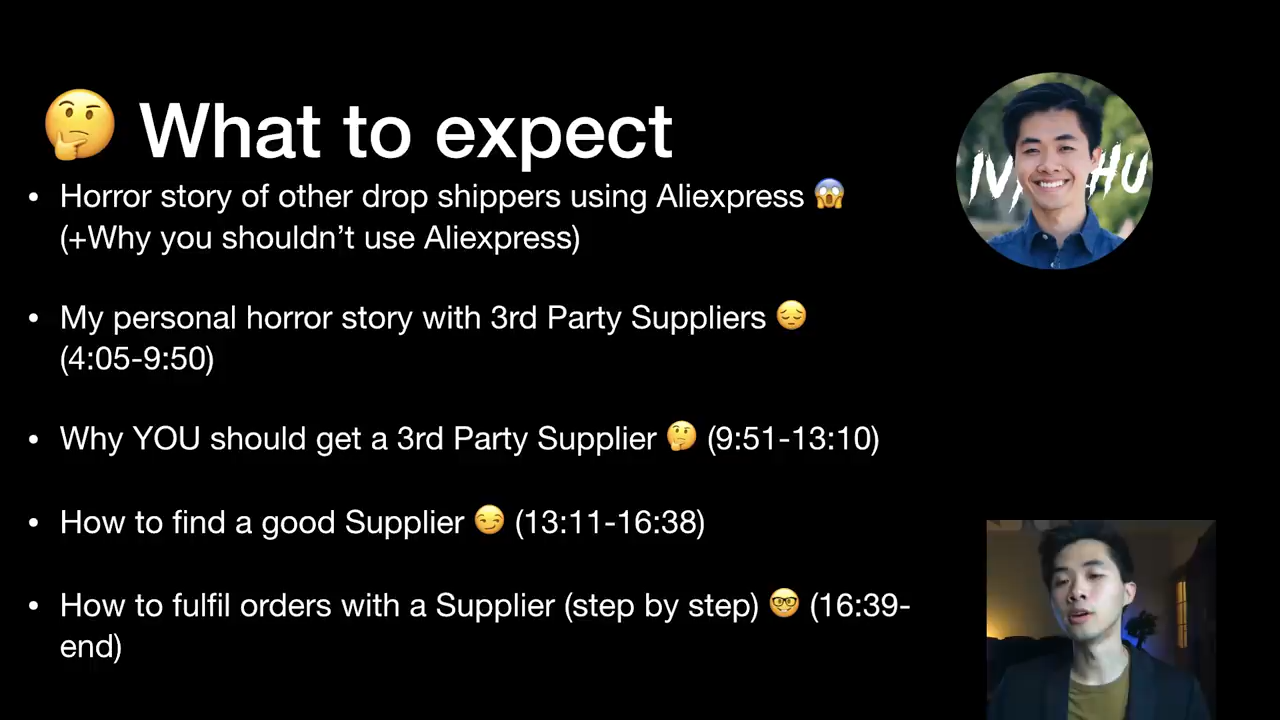 🤔 What to expect
• Horror story of other drop shippers using Aliexpress 😱
(+Why you shouldn’t use Aliexpress)
• My personal horror story with 3rd Party Suppliers 😔
(4:05-9:50)
• Why YOU should get a 3rd Party Supplier 🤔 (9:51-13:10)
• How to find a good Supplier 😏 (13:11-16:38)
• How to fulfil orders with a Supplier (step by step) 🤓 (16:39-
end)